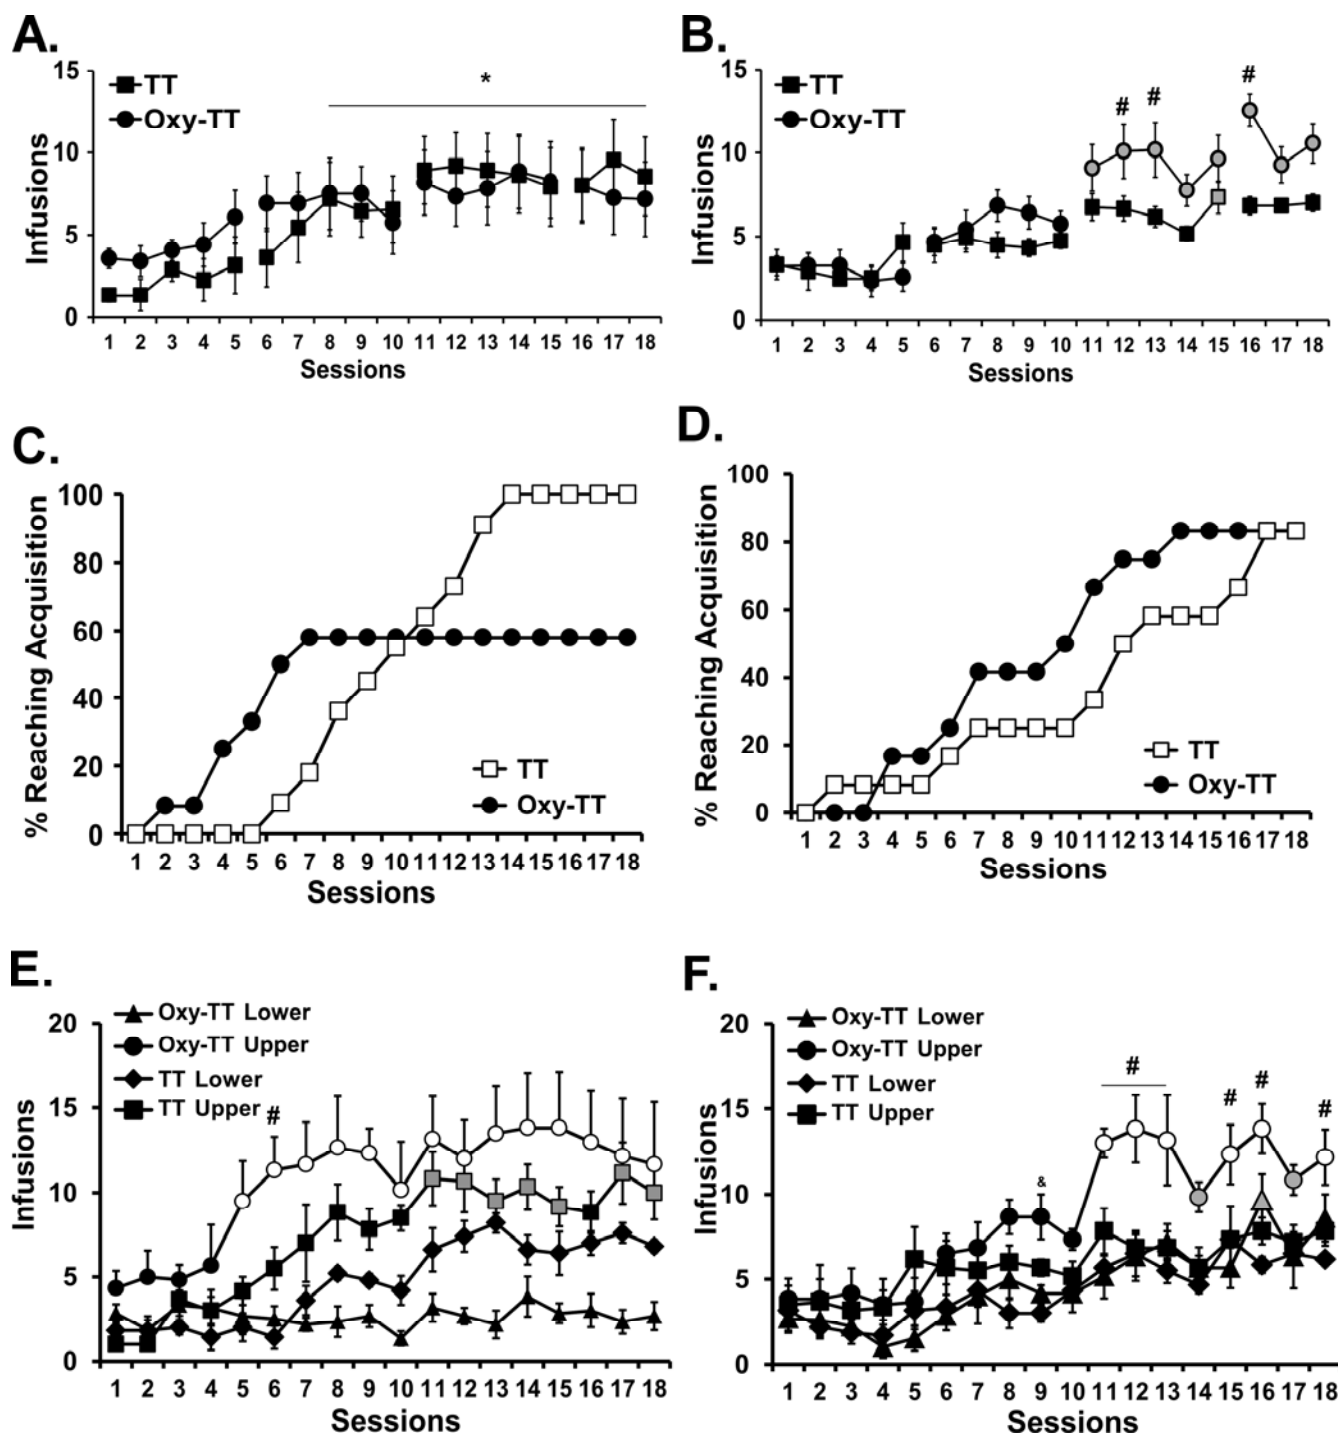 A.
15
10
5
0
Infusions
TT
Oxy-TT
*
1 2 3 4 5 6 7 8 9 10 11 12 13 14 15 16 17 18
Sessions
B.
15
10
5
0
Infusions
TT
Oxy-TT
# # #
1 2 3 4 5 6 7 8 9 10 11 12 13 14 15 16 17 18
Sessions
C.
100
80
60
40
20
0
% Reaching Acquisition
TT
Oxy-TT
1 2 3 4 5 6 7 8 9 10 11 12 13 14 15 16 17 18
Sessions
D.
100
80
60
40
20
0
% Reaching Acquisition
TT
Oxy-TT
1 2 3 4 5 6 7 8 9 10 11 12 13 14 15 16 17 18
Sessions
E.
20
15
10
5
0
Infusions
Oxy-TT Lower
Oxy-TT Upper
TT Lower
TT Upper
#
1 2 3 4 5 6 7 8 9 10 11 12 13 14 15 16 17 18
Sessions
F.
20
15
10
5
0
Infusions
Oxy-TT Lower
Oxy-TT Upper
TT Lower
TT Upper
& # # # #
1 2 3 4 5 6 7 8 9 10 11 12 13 14 15 16 17 18
Sessions